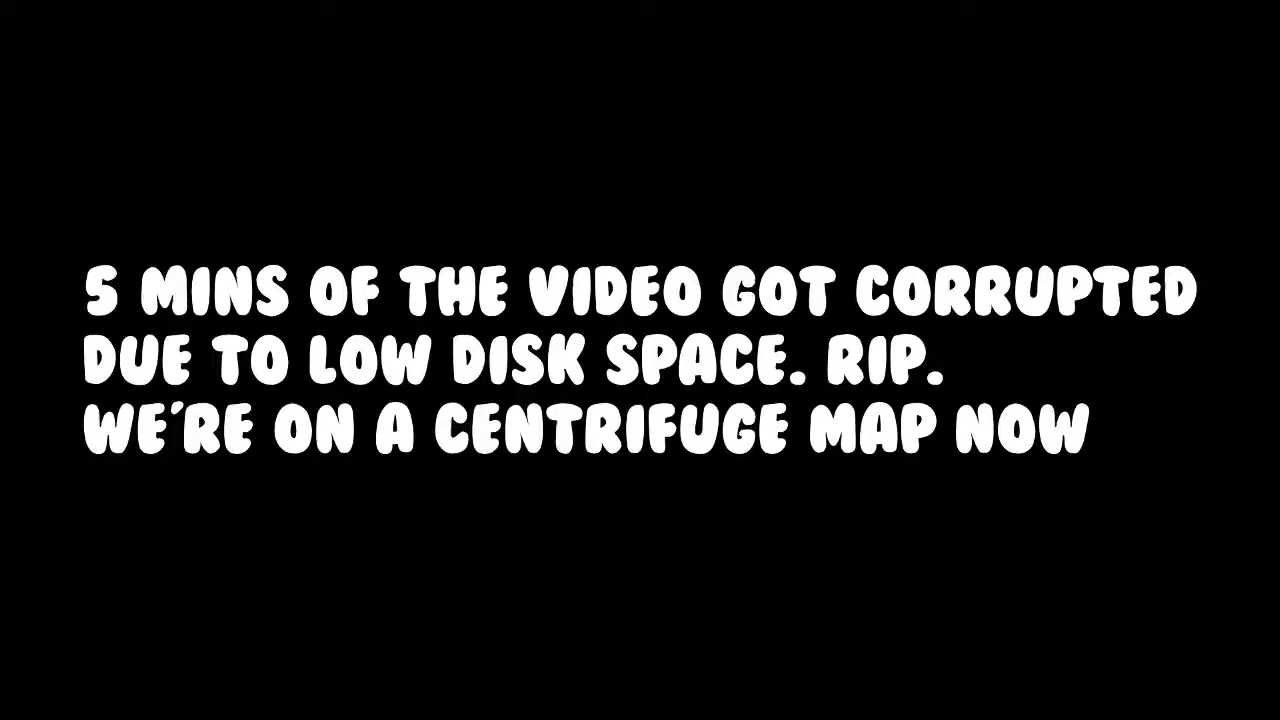 5 MINS OF THE VIDEO GOT CORRUPTED
DUE TO LOW DISK SPACE. RIP.
WE'RE ON A CENTRIFUGE MAP NOW